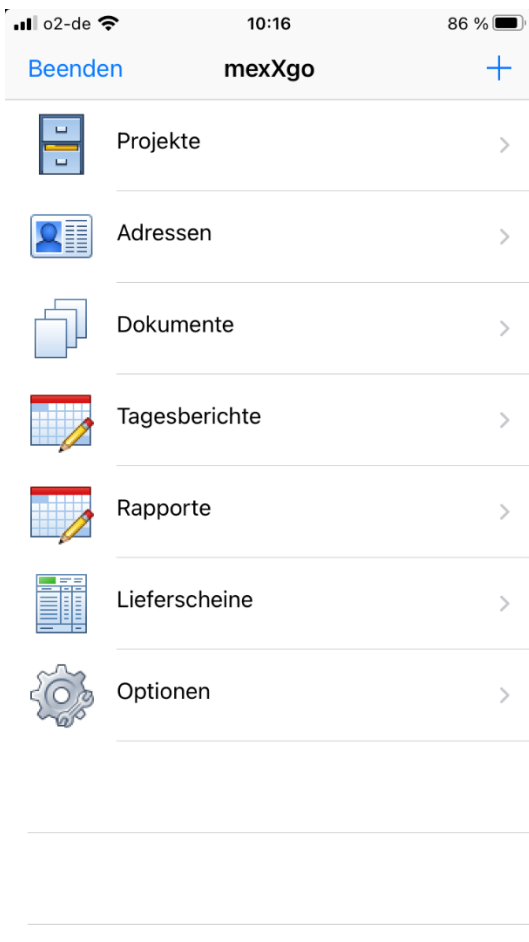 o2-de 10:16 86 %
Beenden mexXgo +
Projekte
Adressen
Dokumente
Tagesberichte
Rapporte
Lieferscheine
Optionen